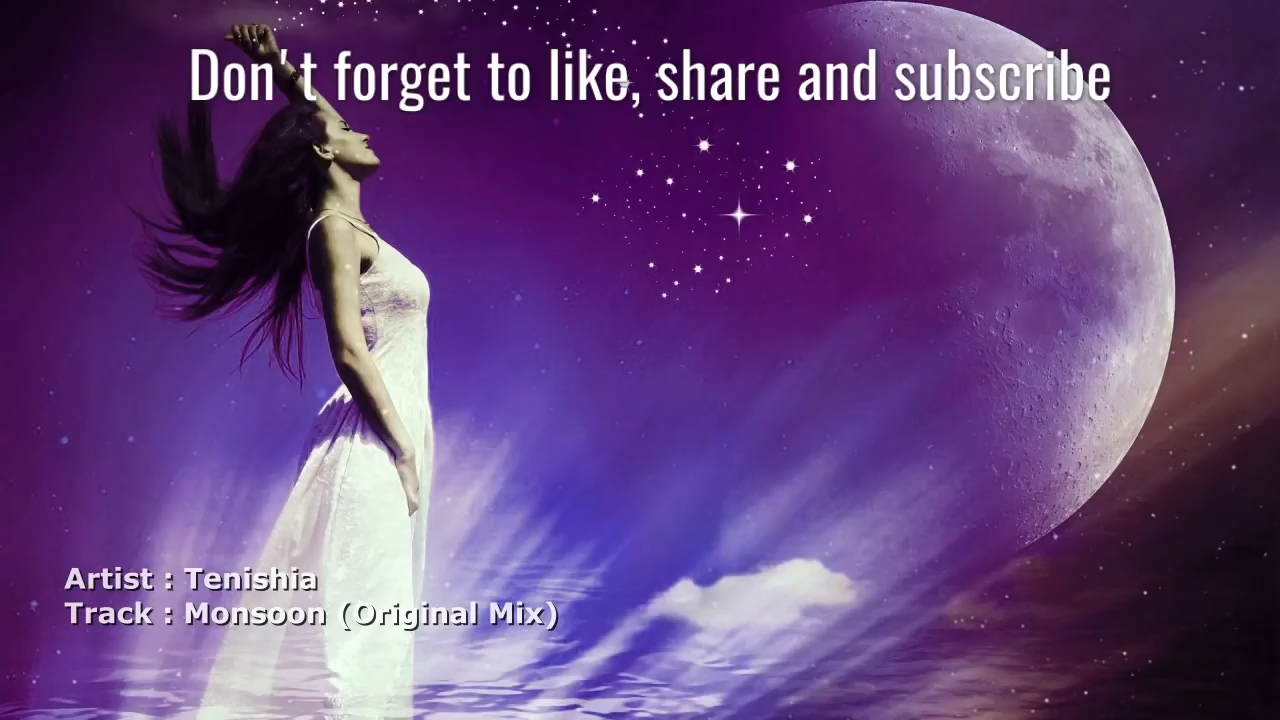 Don't forget to like, share and subscribe
Artist : Tenishia
Track : Monsoon (Original Mix)